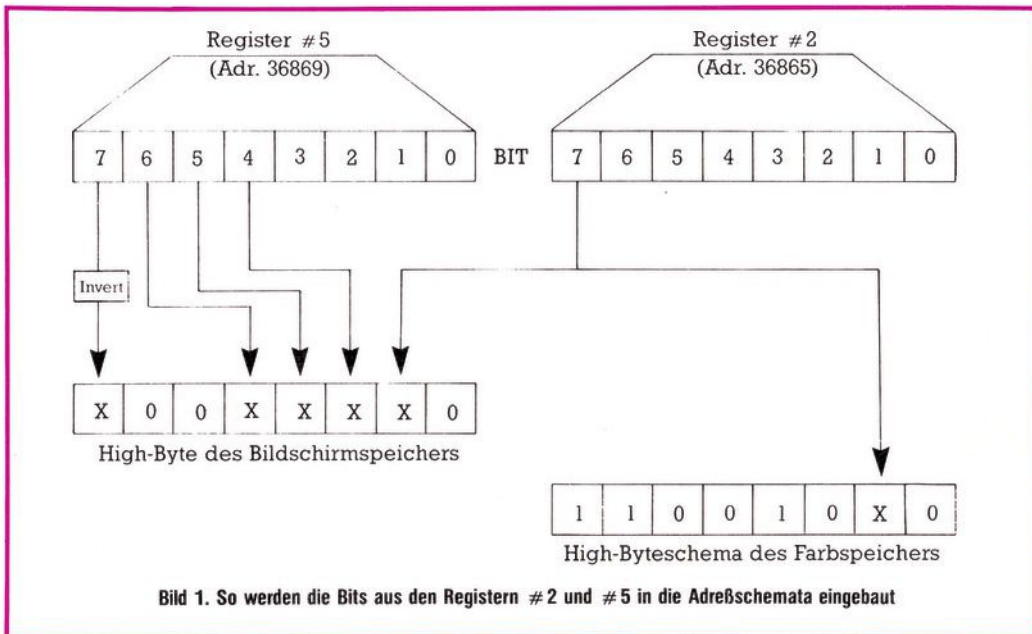 Register #5
(Adr. 36869)
Register #2
(Adr. 36865)
7 6 5 4 3 2 1 0 BIT 7 6 5 4 3 2 1 0
Invert
X 0 0 X X X X 0
High-Byte des Bildschirmspeichers
1 1 0 0 1 0 X 0
High-Byteschema des Farbspeichers
Bild 1. So werden die Bits aus den Registern #2 und #5 in die Adreßschemata eingebaut